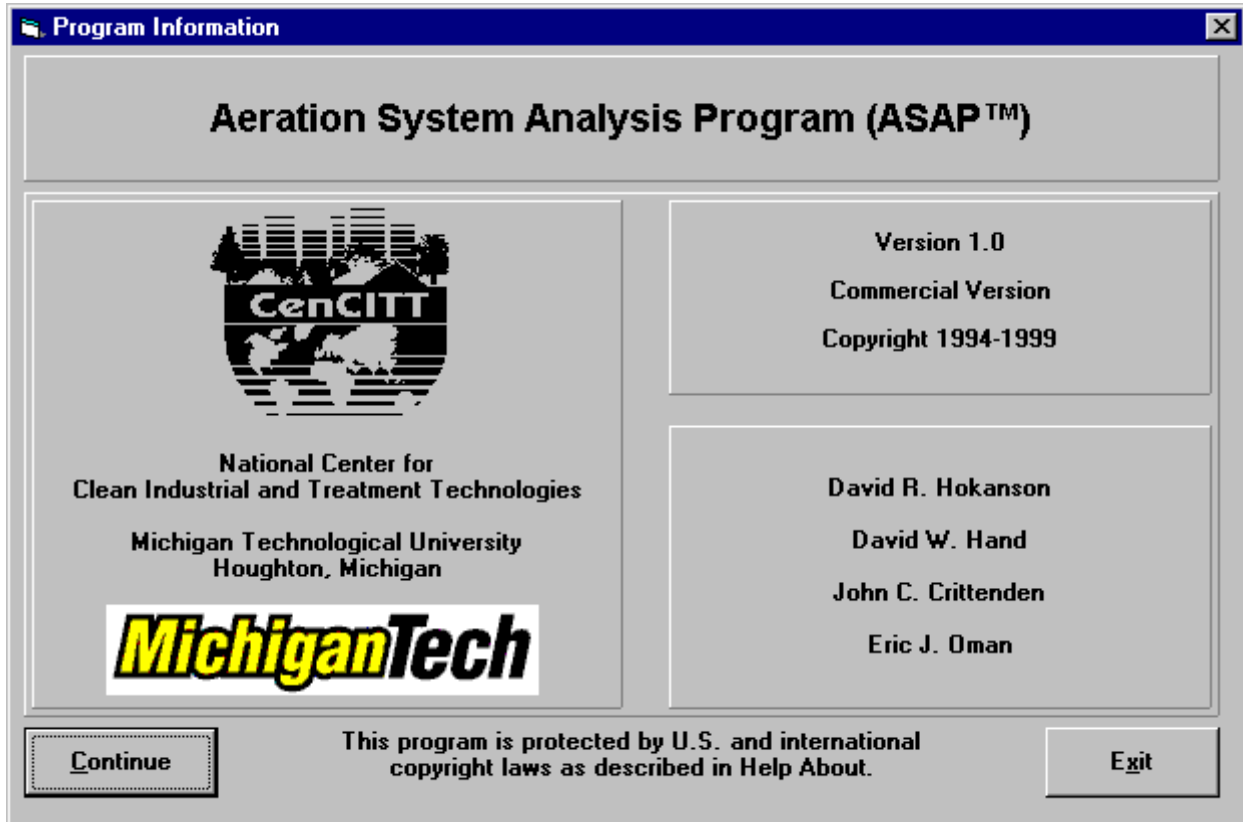 Program Information
Aeration System Analysis Program (ASAP™)
CenCITT
National Center for
Clean Industrial and Treatment Technologies
Michigan Technological University
Houghton, Michigan
MichiganTech
Version 1.0
Commercial Version
Copyright 1994-1999
David R. Hokanson
David W. Hand
John C. Crittenden
Eric J. Oman
Continue
This program is protected by U.S. and international
copyright laws as described in Help About.
Exit